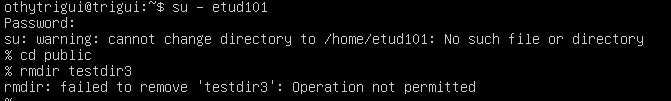 othytrigui@trigui:~$ su - etud101
Password:
su: warning: cannot change directory to /home/etud101: No such file or directory
% cd public
% rmdir testdir3
rmdir: failed to remove 'testdir3': Operation not permitted
%